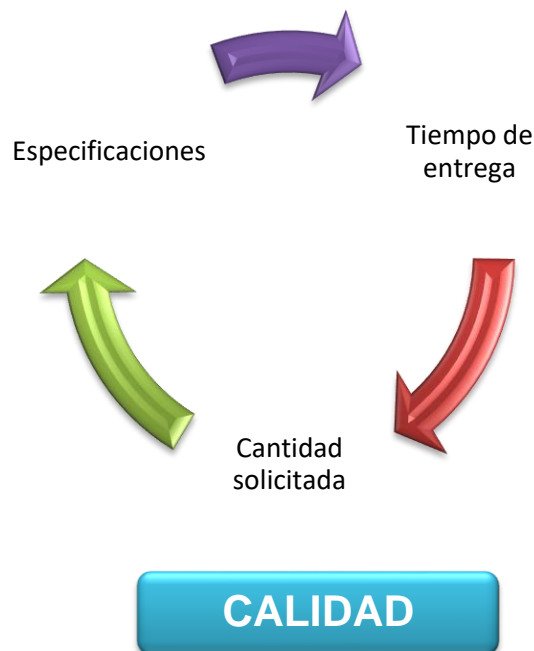 Especificaciones
Tiempo de
entrega
Cantidad
solicitada
CALIDAD